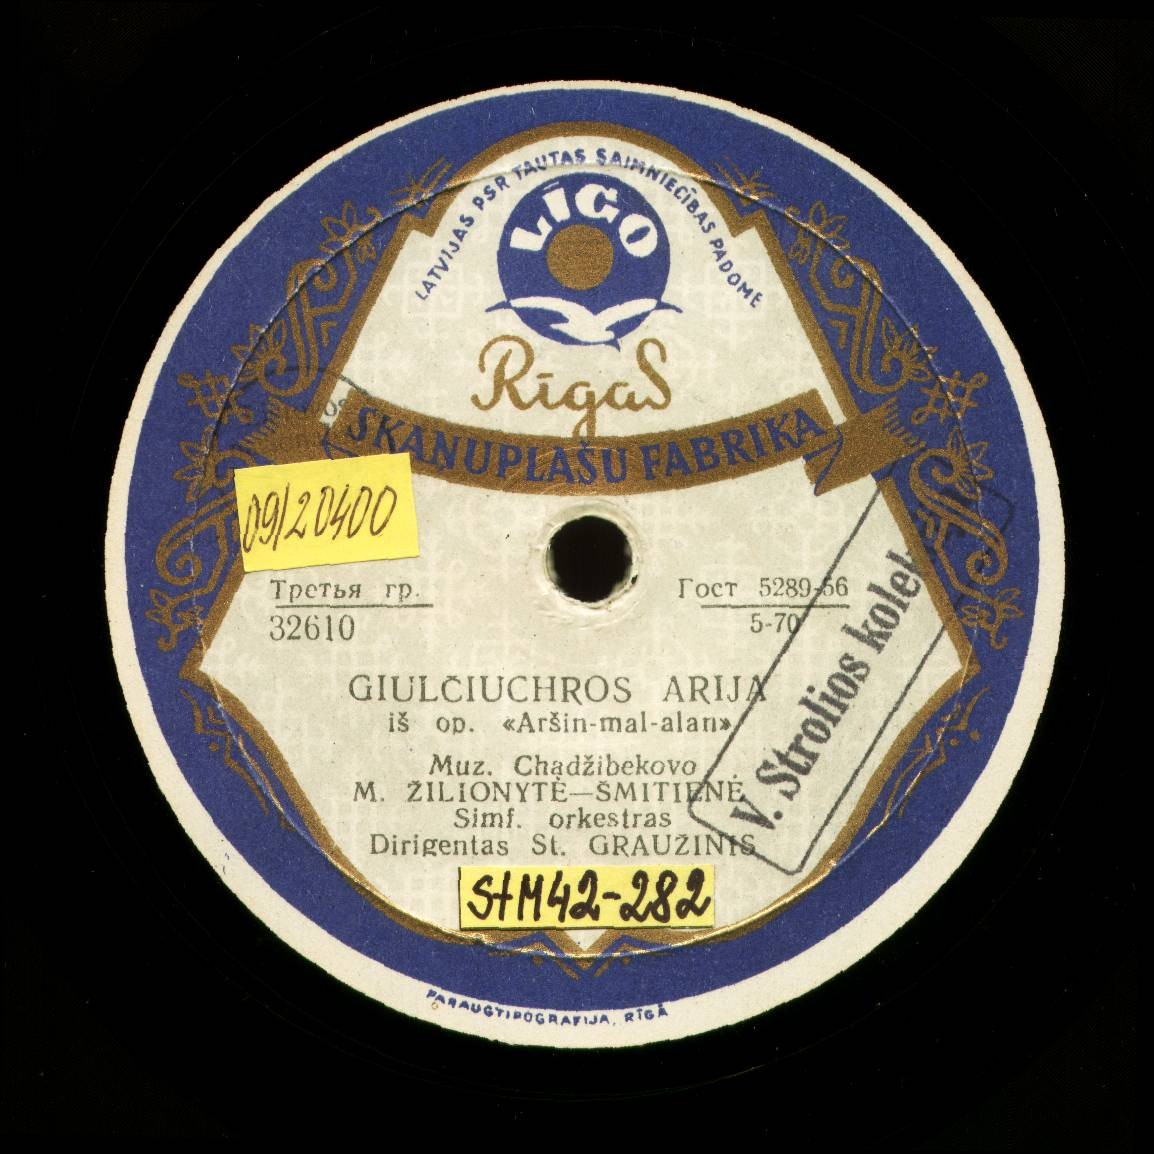 LATVIJAS PSR TAUTAS SAIMNIECĪBAS PADOME
LĪGO
Rīgas
SKAŅUPLAŠU FABRIKA
09/20400
Третья гр.
32610
Гост 5289-56
5-70
GIULČIUCHROS ARIJA
iš op. «Aršin-mal-alan»
Muz. Chadžibekovo
M. ŽILIONYTĖ—ŠMITIENĖ
Simf. orkestras
Dirigentas St. GRAUŽINIS
V. Strolios kolek
StM42-282
PARAUGTIPOGRAFIJA, RĪGĀ